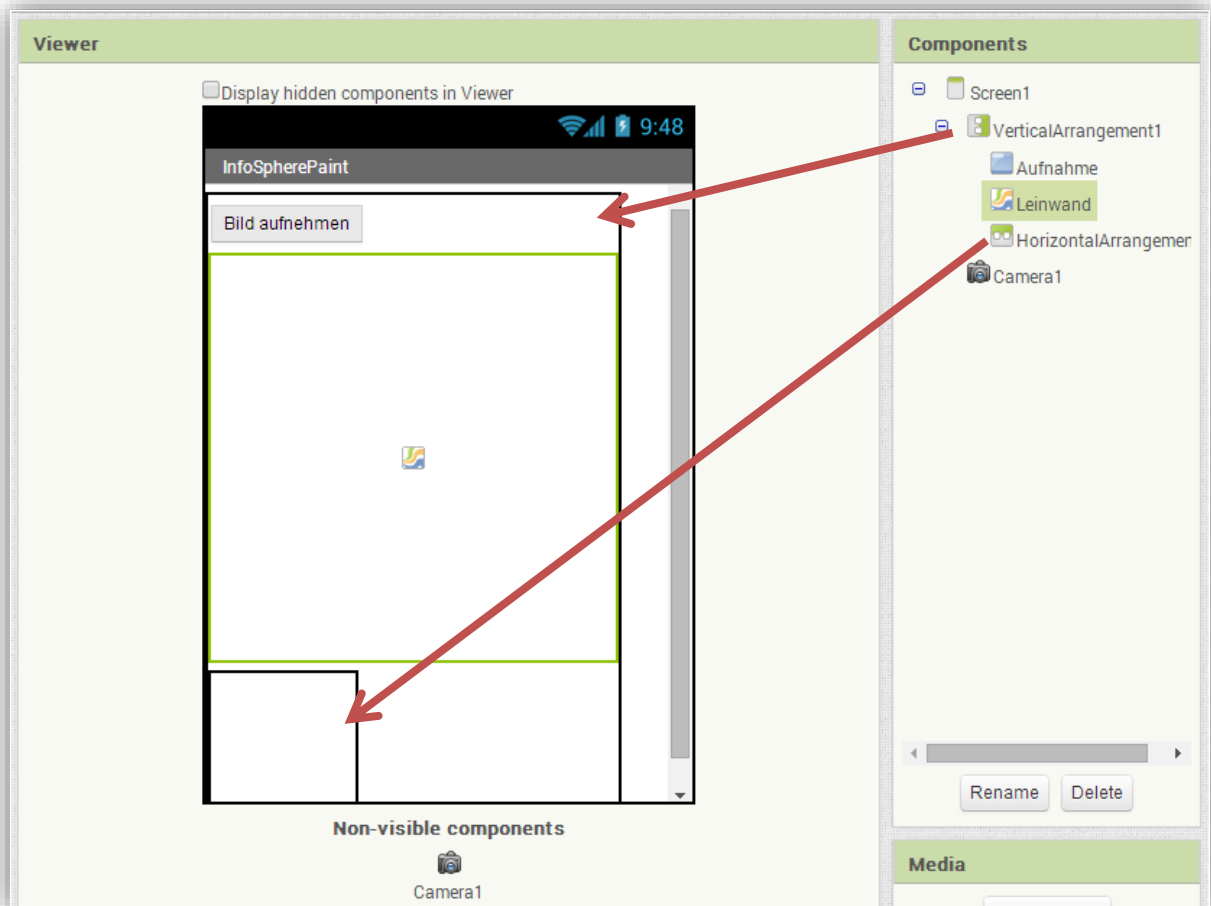 Viewer
Display hidden components in Viewer
9:48
InfoSpherePaint
Bild aufnehmen
Non-visible components
Camera1
Components
Screen1
VerticalArrangement1
Aufnahme
Leinwand
HorizontalArrangemen
Camera1
Rename Delete
Media